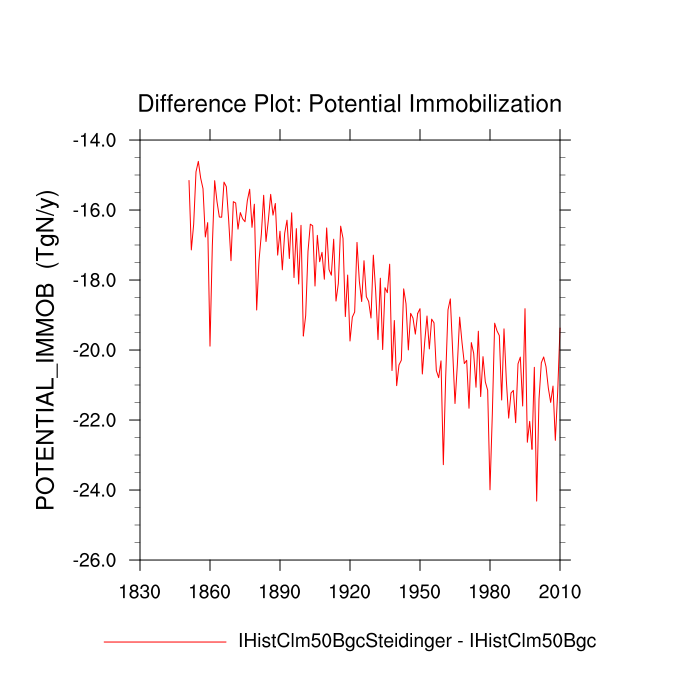 Difference Plot: Potential Immobilization
POTENTIAL_IMMOB (TgN/y)
-14.0
-16.0
-18.0
-20.0
-22.0
-24.0
-26.0
1830 1860 1890 1920 1950 1980 2010
IHistClm50BgcSteidinger - IHistClm50Bgc